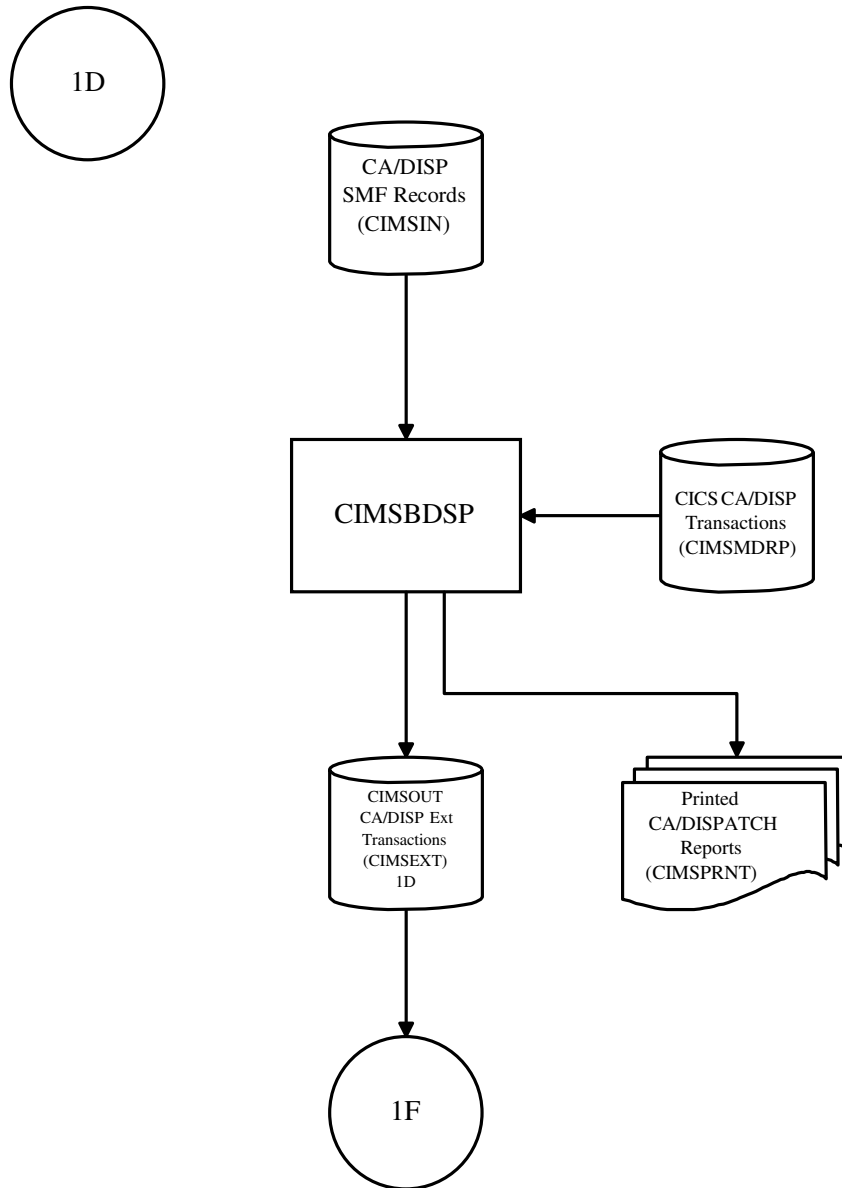 1D
CA/DISP
SMF Records
(CIMSIN)
CIMSBDSP
CICS CA/DISP
Transactions
(CIMSMDRP)
CIMSOUT
CA/DISP Ext
Transactions
(CIMSEXT)
1D
Printed
CA/DISPATCH
Reports
(CIMSPRNT)
1F